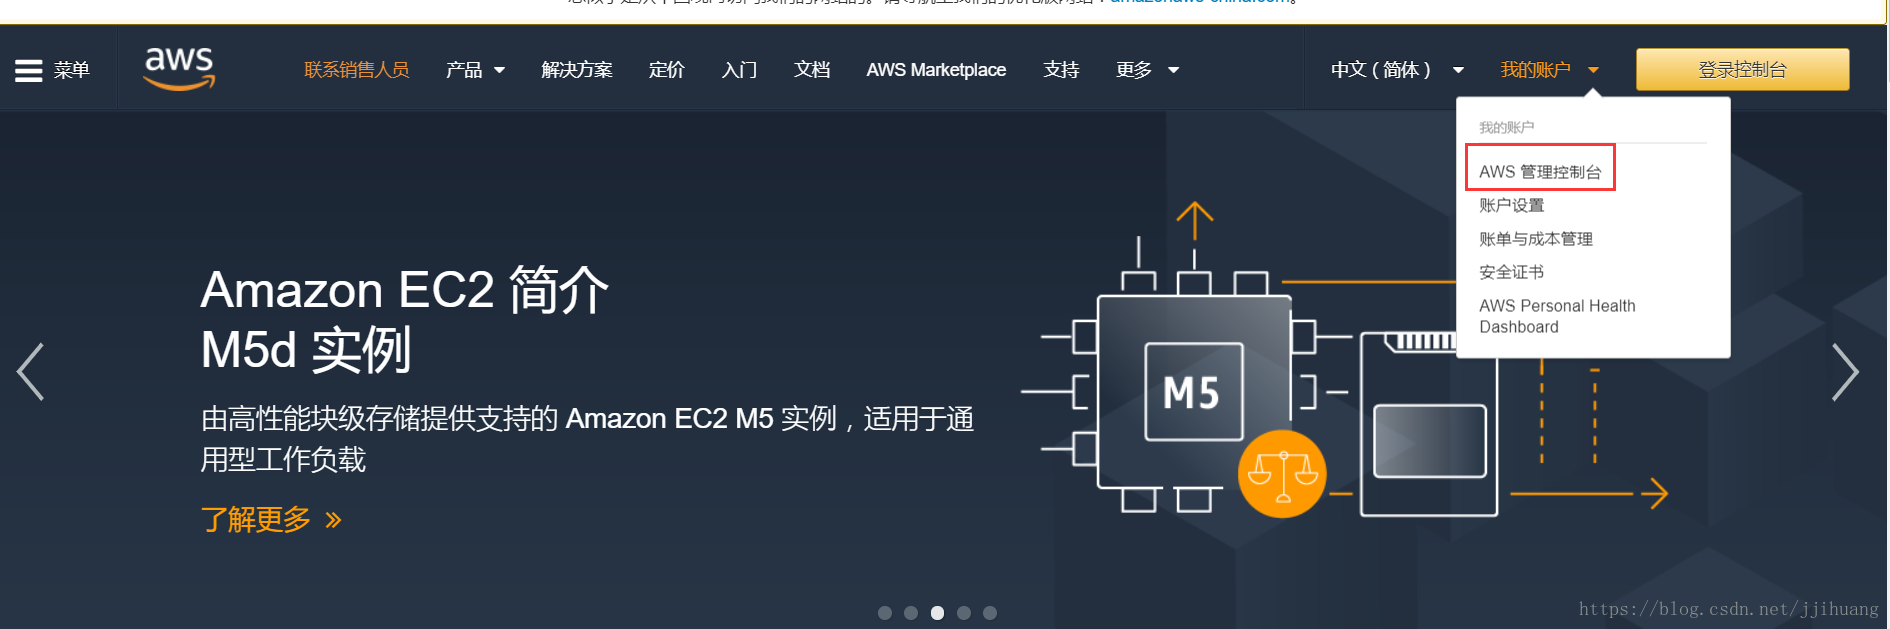 amazonaws-china.com。
菜单
aws
联系销售人员
产品
解决方案
定价
入门
文档
AWS Marketplace
支持
更多
中文 ( 简体 )
我的账户
登录控制台
我的账户
AWS 管理控制台
账户设置
账单与成本管理
安全证书
AWS Personal Health
Dashboard
Amazon EC2 简介
M5d 实例
由高性能块级存储提供支持的 Amazon EC2 M5 实例，适用于通
用型工作负载
了解更多 »
M5
https://blog.csdn.net/jjihuang